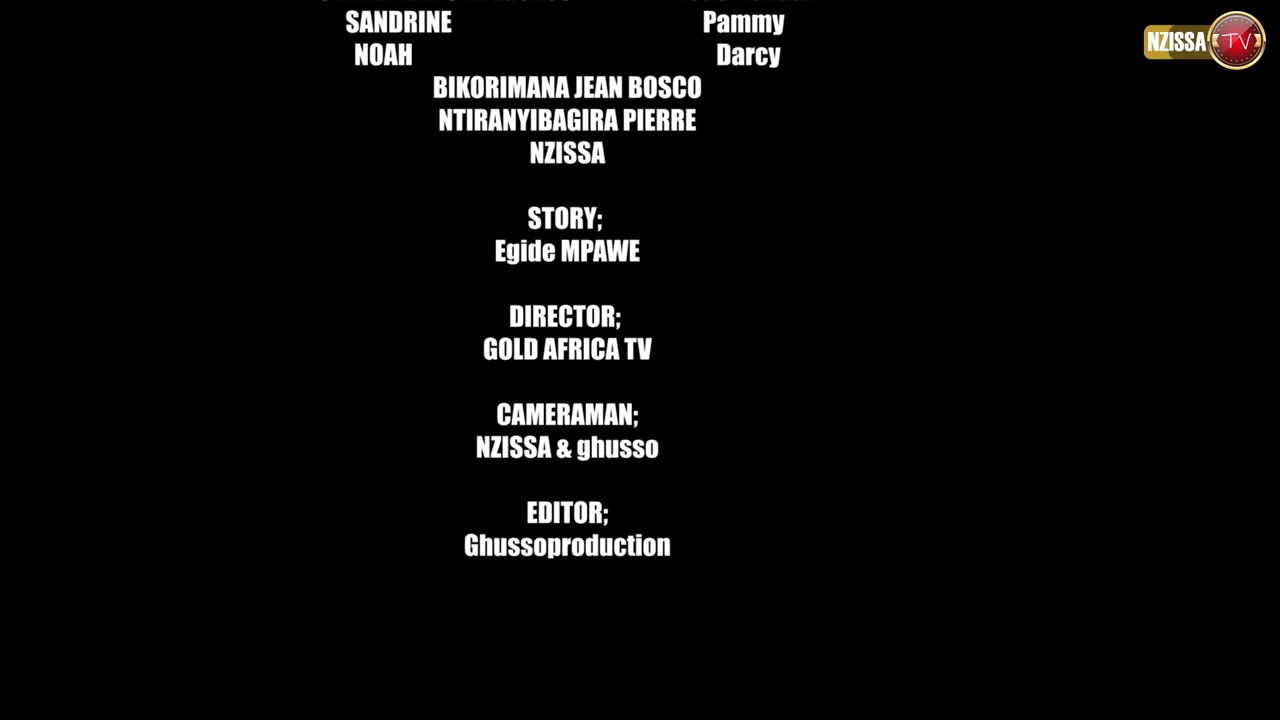 SANDRINE Pammy
NOAH Darcy
BIKORIMANA JEAN BOSCO
NTIRANYIBAGIRA PIERRE
NZISSA
STORY;
Egide MPAWE
DIRECTOR;
GOLD AFRICA TV
CAMERAMAN;
NZISSA & ghusso
EDITOR;
Ghussoproduction
NZISSA TV